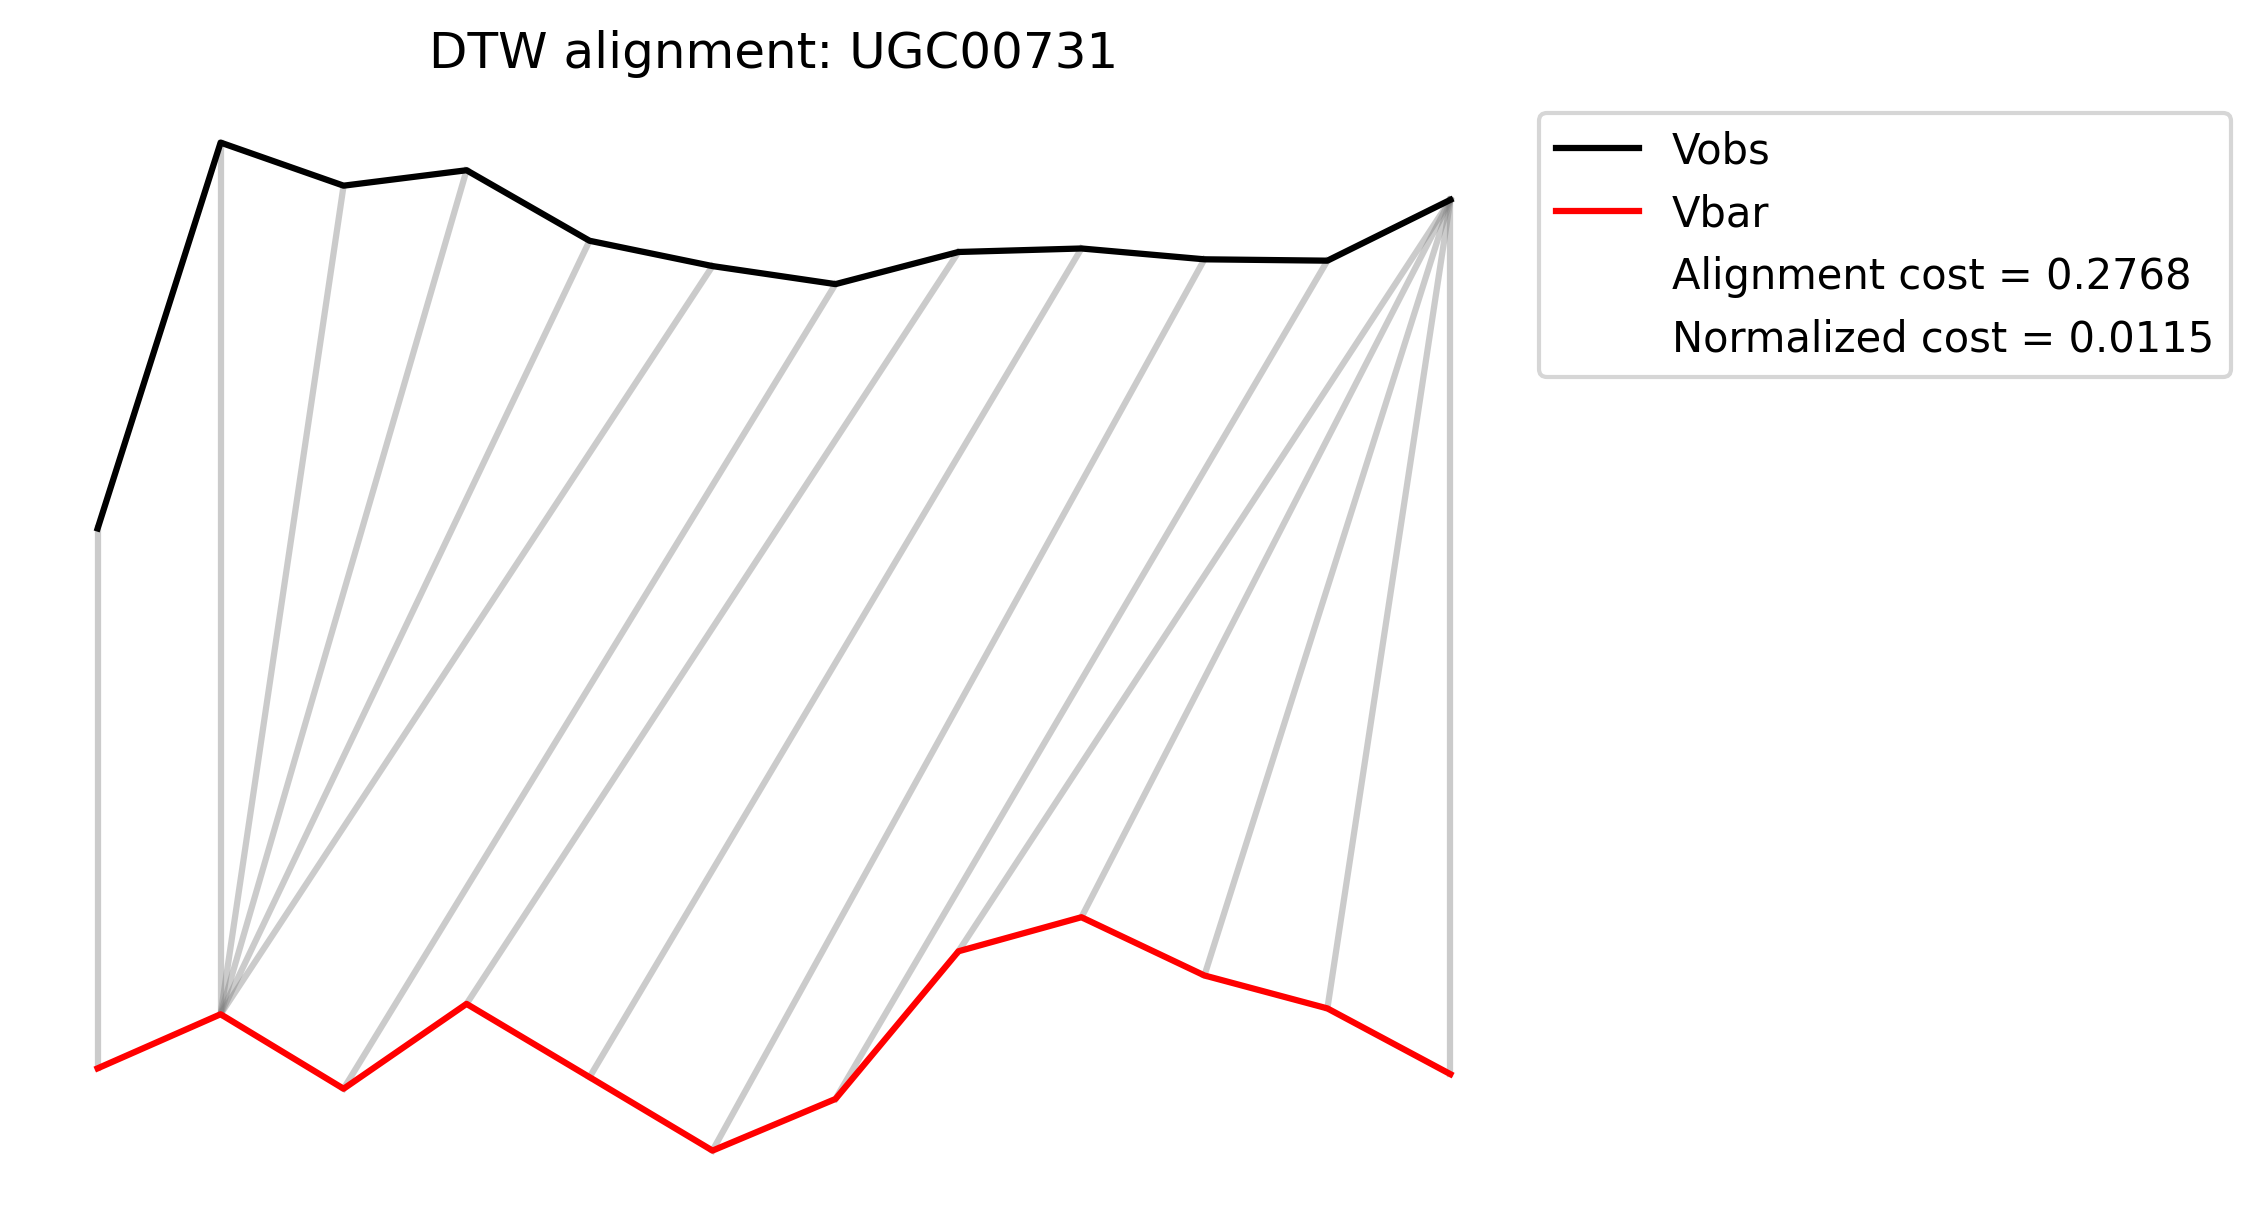 DTW alignment: UGC00731
Vobs
Vbar
Alignment cost = 0.2768
Normalized cost = 0.0115